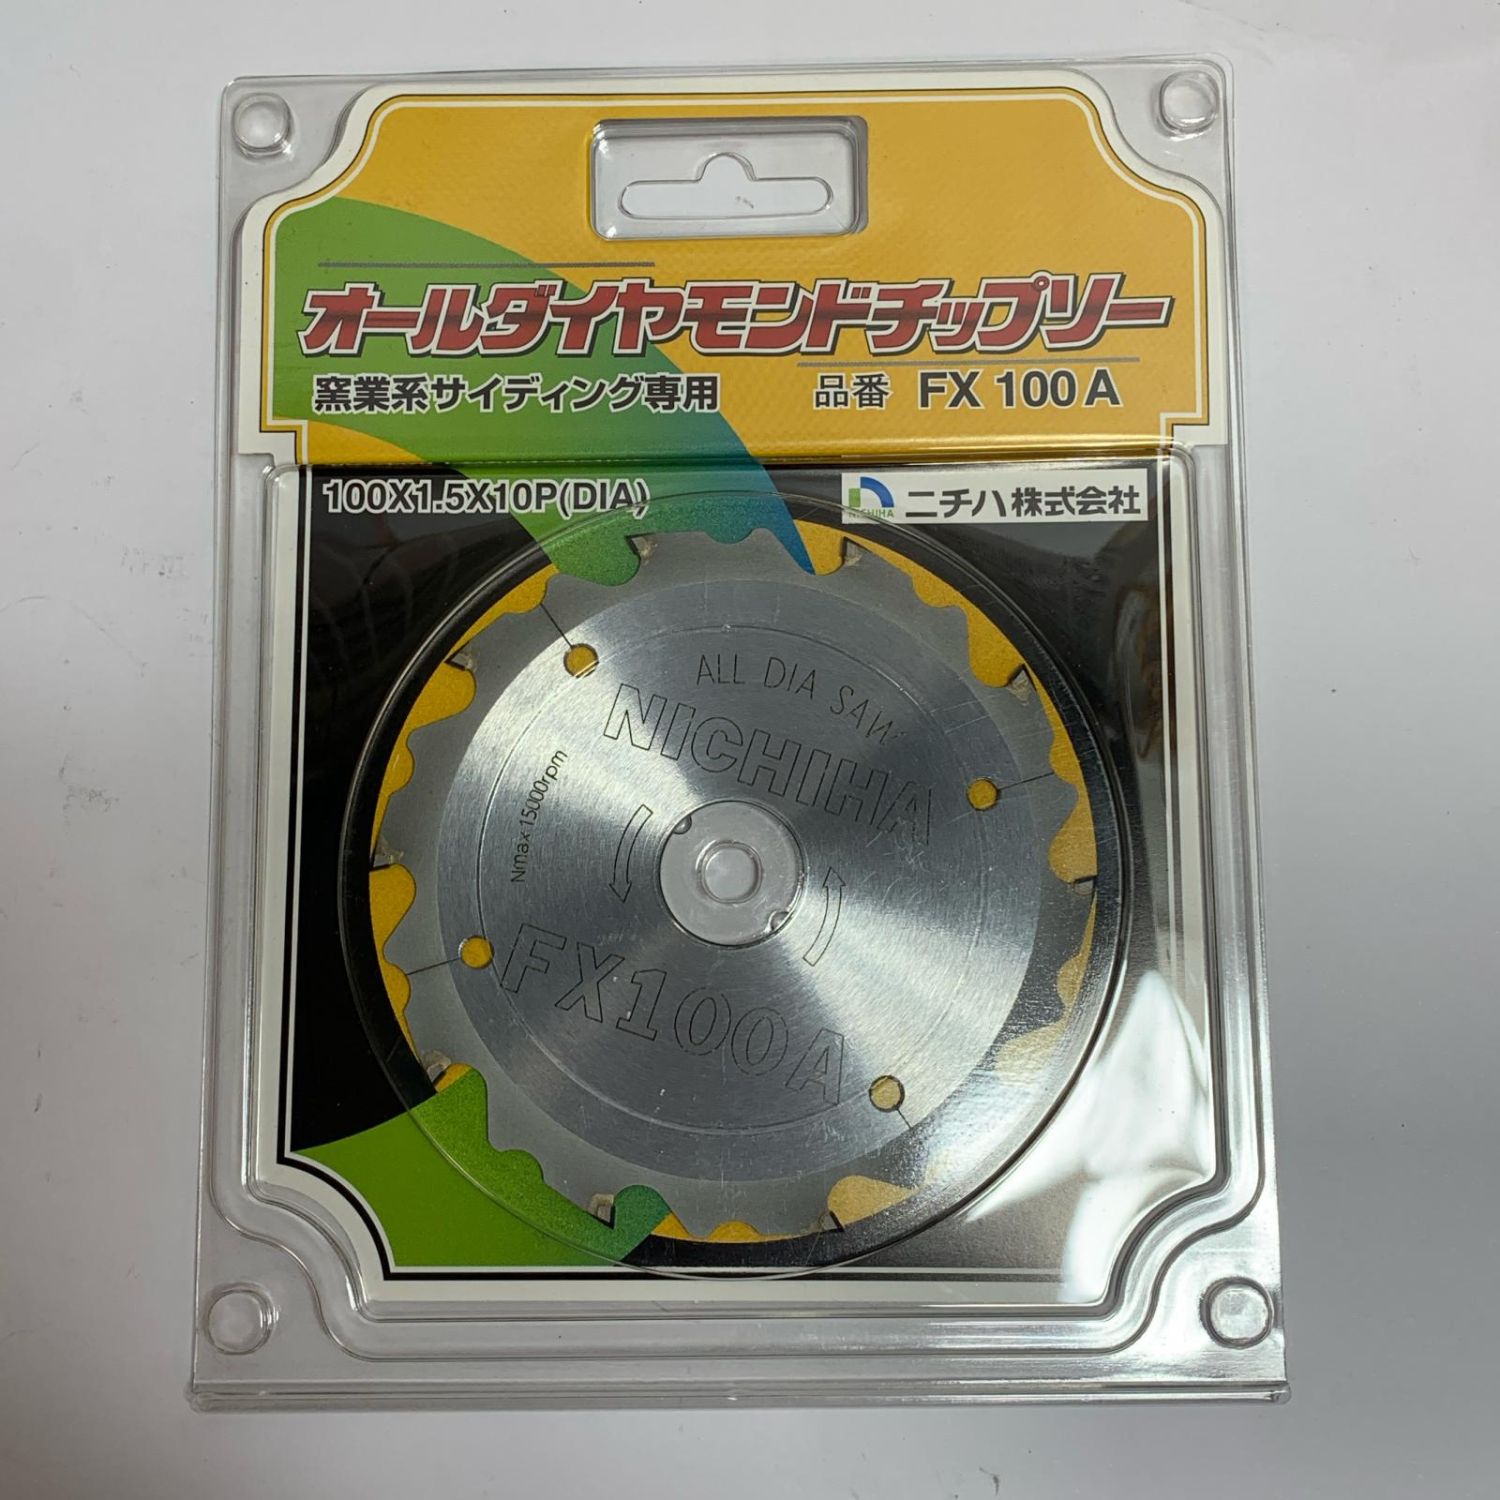 オールダイヤモンドチップソー
窯業系サイディング専用 品番 FX 100 A
100X1.5X10P(DIA)
NICHIHA ニチハ株式会社
ALL DIA SAW
NICHIHA
Nmax 15000rpm
FX100A